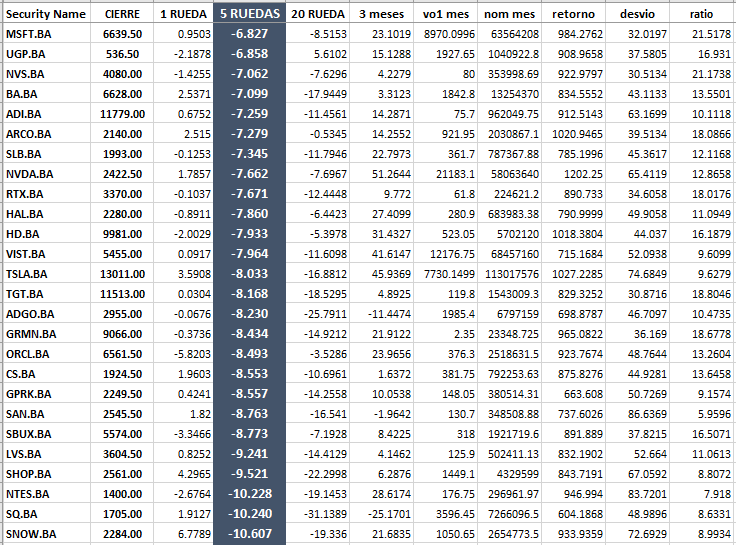 Security Name CIERRE 1 RUEDA 5 RUEDAS 20 RUEDA 3 meses vo1 mes nom mes retorno desvio ratio
MSFT.BA 6639.50 0.9503 -6.827 -8.5153 23.1019 8970.0996 63564208 984.2762 32.0197 21.5178
UGP.BA 536.50 -2.1878 -6.858 5.6102 15.1288 1927.65 1040922.8 908.9658 37.5805 16.931
NVS.BA 4080.00 -1.4255 -7.062 -7.6296 4.2279 80 353998.69 922.9797 30.5134 21.1738
BA.BA 6628.00 2.5371 -7.099 -17.9449 3.3123 1842.8 13254370 834.5552 43.1133 13.5501
ADI.BA 11779.00 0.6752 -7.259 -11.4561 14.2871 75.7 962049.75 912.5143 63.1699 10.1118
ARCO.BA 2140.00 2.515 -7.279 -0.5345 14.2552 921.95 2030867.1 1020.9465 39.5134 18.0866
SLB.BA 1993.00 -0.1253 -7.345 -11.7946 22.7973 361.7 787367.88 785.1996 45.3617 12.1168
NVDA.BA 2422.50 1.7857 -7.662 -7.6967 51.2644 21183.1 58063640 1202.25 65.4119 12.8658
RTX.BA 3370.00 -0.1037 -7.671 -12.4448 9.772 61.8 224621.2 890.733 34.6058 18.0176
HAL.BA 2280.00 -0.8911 -7.860 -6.4423 27.4099 280.9 683983.38 790.9999 49.9058 11.0949
HD.BA 9981.00 -2.0029 -7.933 -5.3978 31.4327 523.05 5702120 1018.3804 44.037 16.1879
VIST.BA 5455.00 0.0917 -7.964 -11.6098 41.6147 12176.75 68457160 715.1684 52.0938 9.6099
TSLA.BA 13011.00 3.5908 -8.033 -16.8812 45.9369 7730.1499 113017576 1027.2285 74.6849 9.6279
TGT.BA 11513.00 0.0304 -8.168 -18.5295 4.8925 119.8 1543009.3 829.3252 30.8716 18.8046
ADGO.BA 2955.00 -0.0676 -8.230 -25.7911 -11.4474 1985.4 6797159 698.8787 46.7097 10.4735
GRMN.BA 9066.00 -0.3736 -8.434 -14.9212 21.9122 2.35 23348.725 965.0822 36.169 18.6778
ORCL.BA 6561.50 -5.8203 -8.493 -3.5286 23.9656 376.3 2518631.5 923.7674 48.7644 13.2604
CS.BA 1924.50 1.9603 -8.553 -10.6961 1.6372 381.75 792253.63 875.8276 44.9281 13.6458
GPRK.BA 2249.50 0.4241 -8.557 -14.2558 10.0538 148.05 380514.31 663.608 50.7269 9.1574
SAN.BA 2545.50 1.82 -8.763 -16.541 -1.9642 130.7 348508.88 737.6026 86.6369 5.9596
SBUX.BA 5574.00 -3.3466 -8.773 -7.1928 8.4225 318 1921719.6 891.889 37.8215 16.5071
LVS.BA 3604.50 0.8252 -9.241 -14.4129 4.1462 125.9 502411.13 832.1902 52.664 11.0613
SHOP.BA 2561.00 4.2965 -9.521 -22.2998 6.2876 1449.1 4329599 843.7191 67.0592 8.8072
NTES.BA 1400.00 -2.6764 -10.228 -19.1453 28.6174 176.75 296961.97 946.994 83.7201 7.918
SQ.BA 1705.00 1.9127 -10.240 -31.1389 -25.1701 3596.45 7266096.5 604.1868 48.9896 8.6331
SNOW.BA 2284.00 6.7789 -10.607 -19.336 21.6835 1050.65 2654773.5 933.9359 72.6929 8.9934